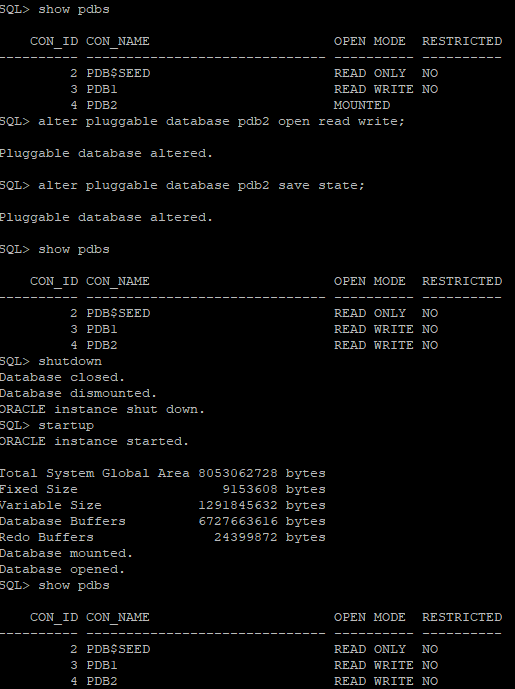 SQL> show pdbs
CON_ID CON_NAME OPEN MODE RESTRICTED
---------- ------------------------------ ---------- ----------
2 PDB$SEED READ ONLY NO
3 PDB1 READ WRITE NO
4 PDB2 MOUNTED
SQL> alter pluggable database pdb2 open read write;
Pluggable database altered.
SQL> alter pluggable database pdb2 save state;
Pluggable database altered.
SQL> show pdbs
CON_ID CON_NAME OPEN MODE RESTRICTED
---------- ------------------------------ ---------- ----------
2 PDB$SEED READ ONLY NO
3 PDB1 READ WRITE NO
4 PDB2 READ WRITE NO
SQL> shutdown
Database closed.
Database dismounted.
ORACLE instance shut down.
SQL> startup
ORACLE instance started.
Total System Global Area 8053062728 bytes
Fixed Size 9153608 bytes
Variable Size 1291845632 bytes
Database Buffers 6727663616 bytes
Redo Buffers 24399872 bytes
Database mounted.
Database opened.
SQL> show pdbs
CON_ID CON_NAME OPEN MODE RESTRICTED
---------- ------------------------------ ---------- ----------
2 PDB$SEED READ ONLY NO
3 PDB1 READ WRITE NO
4 PDB2 READ WRITE NO